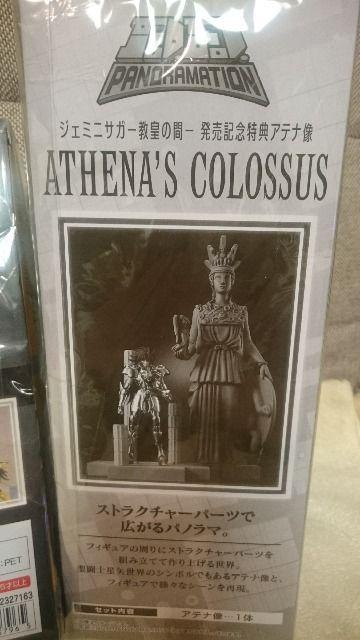 D.D.
PANORAMATION
ジェミニサガ ー教皇の間ー 発売記念特典アテナ像
ATHENA'S COLOSSUS
ストラクチャーパーツで
広がるパノラマ。
フィギュアの周りにストラクチャーパーツを
組み立てて作り上げる世界。
聖闘士星矢世界のシンボルでもあるアテナ像と、
フィギュアで様々なシーンを再現。
セット内容
アテナ像…1体
:PET
才以上
2327163